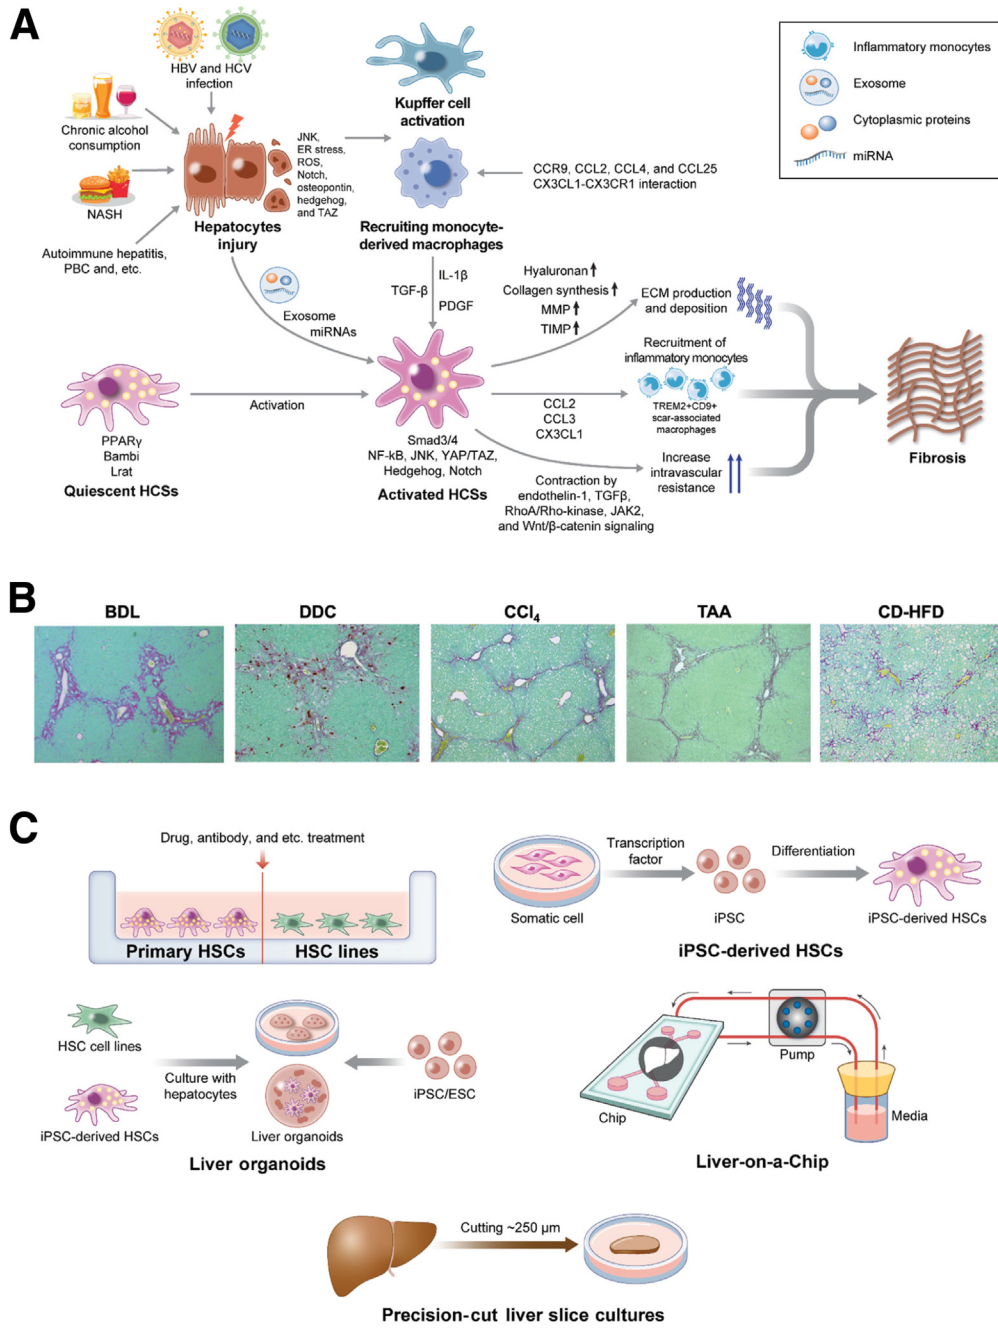 A
HBV and HCV
infection
Chronic alcohol
consumption
NASH
Autoimmune hepatitis,
PBC and, etc.
Hepatocytes
injury
JNK,
ER stress,
ROS,
Notch,
osteopontin,
hedgehog,
and TAZ
Kupffer cell
activation
Recruiting monocyte-
derived macrophages
CCR9, CCL2, CCL4, and CCL25
CX3CL1-CX3CR1 interaction
Inflammatory monocytes
Exosome
Cytoplasmic proteins
miRNA
Exosome
miRNAs
TGF-β
IL-1β
PDGF
Hyaluronan
Collagen synthesis
MMP
TIMP
ECM production
and deposition
Recruitment of
inflammatory monocytes
TREM2+CD9+
scar-associated
macrophages
CCL2
CCL3
CX3CL1
Activation
PPARγ
Bambi
Lrat
Quiescent HCSs
Smad3/4
NF-kB, JNK, YAP/TAZ,
Hedgehog, Notch
Activated HCSs
Increase
intravascular
resistance
Contraction by
endothelin-1, TGFβ,
RhoA/Rho-kinase, JAK2,
and Wnt/β-catenin signaling
Fibrosis
B
BDL
DDC
CCl4
TAA
CD-HFD
C
Drug, antibody, and etc. treatment
Primary HSCs
HSC lines
Somatic cell
Transcription
factor
iPSC
Differentiation
iPSC-derived HSCs
iPSC-derived HSCs
HSC cell lines
iPSC-derived HSCs
Culture with
hepatocytes
Liver organoids
iPSC/ESC
Liver organoids
Chip
Pump
Media
Liver-on-a-Chip
Cutting ~250 μm
Precision-cut liver slice cultures